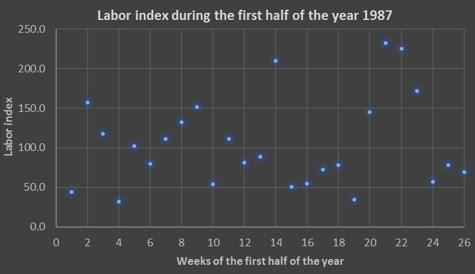 Labor index during the first half of the year 1987
250.0
200.0
150.0
100.0
50.0
0.0
Labor index
0 2 4 6 8 10 12 14 16 18 20 22 24 26
Weeks of the first half of the year